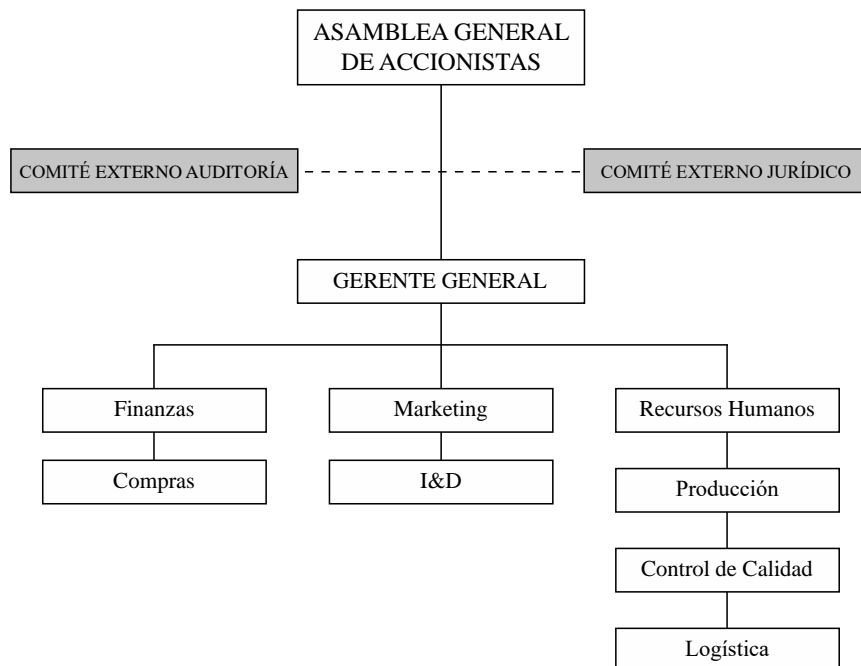 ASAMBLEA GENERAL
DE ACCIONISTAS
COMITÉ EXTERNO AUDITORÍA
COMITÉ EXTERNO JURÍDICO
GERENTE GENERAL
Finanzas
Marketing
Recursos Humanos
Compras
I&D
Producción
Control de Calidad
Logística